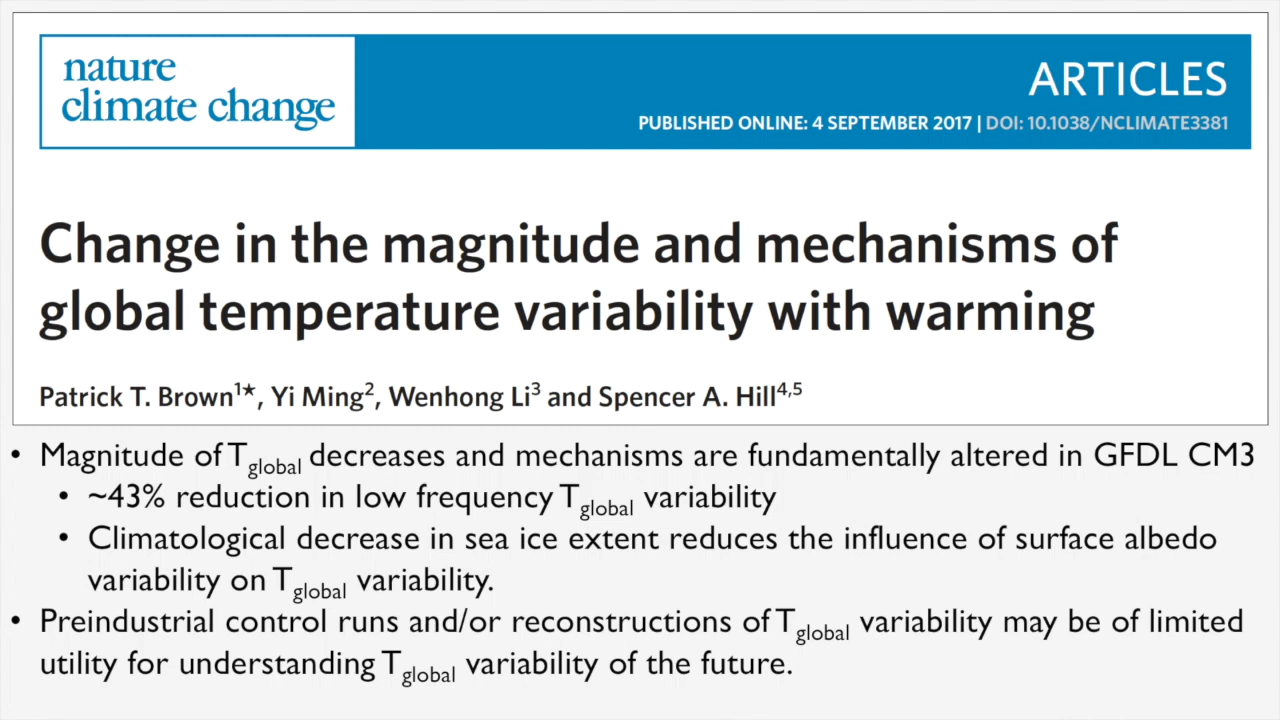 nature
climate change
ARTICLES
PUBLISHED ONLINE: 4 SEPTEMBER 2017 | DOI: 10.1038/NCLIMATE3381
Change in the magnitude and mechanisms of
global temperature variability with warming
Patrick T. Brown1★, Yi Ming2, Wenhong Li3 and Spencer A. Hill4,5
• Magnitude of Tglobal decreases and mechanisms are fundamentally altered in GFDL CM3
• ~43% reduction in low frequency Tglobal variability
• Climatological decrease in sea ice extent reduces the influence of surface albedo
variability on Tglobal variability.
• Preindustrial control runs and/or reconstructions of Tglobal variability may be of limited
utility for understanding Tglobal variability of the future.